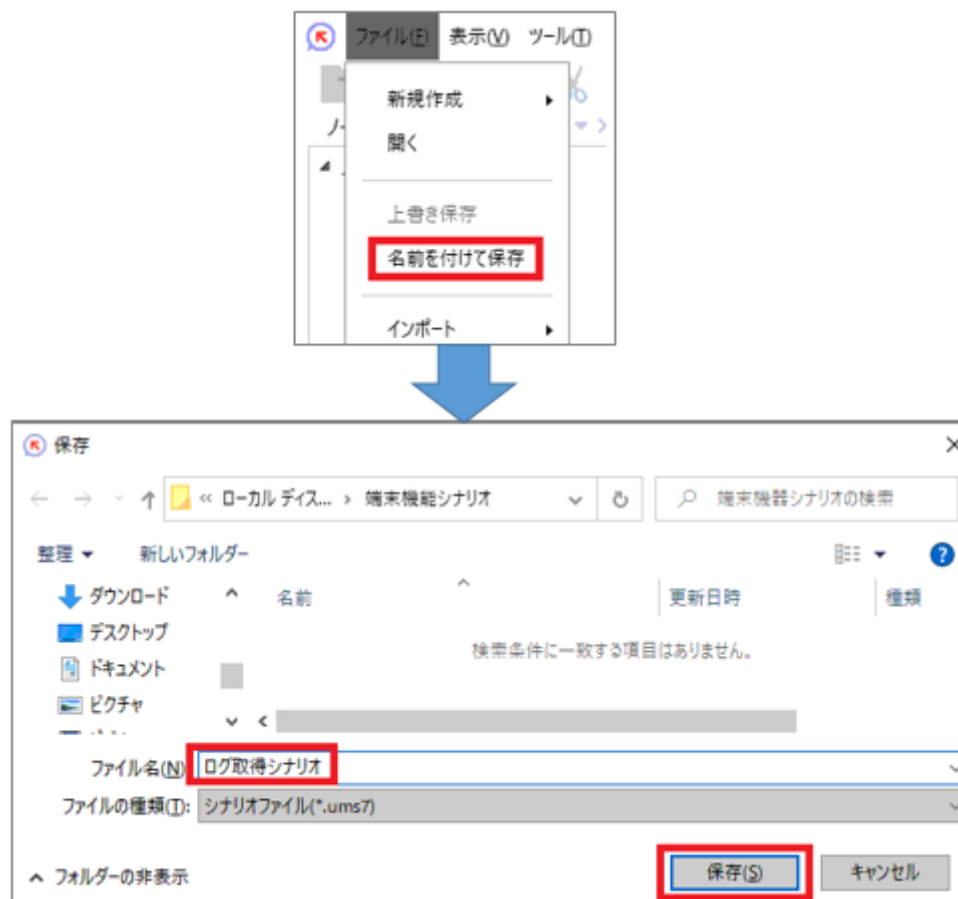 ファイル(F) 表示(V) ツール(T)
新規作成
開く
上書き保存
名前を付けて保存
インポート
保存
« ローカル ディス... › 端末機能シナリオ
端末機器シナリオの検索
整理 新しいフォルダー
ダウンロード
名前 更新日時 種類
デスクトップ
検索条件に一致する項目はありません。
ドキュメント
ピクチャ
ファイル名(N) ログ取得シナリオ
ファイルの種類(T): シナリオファイル(*.ums7)
フォルダーの非表示
保存(S) キャンセル